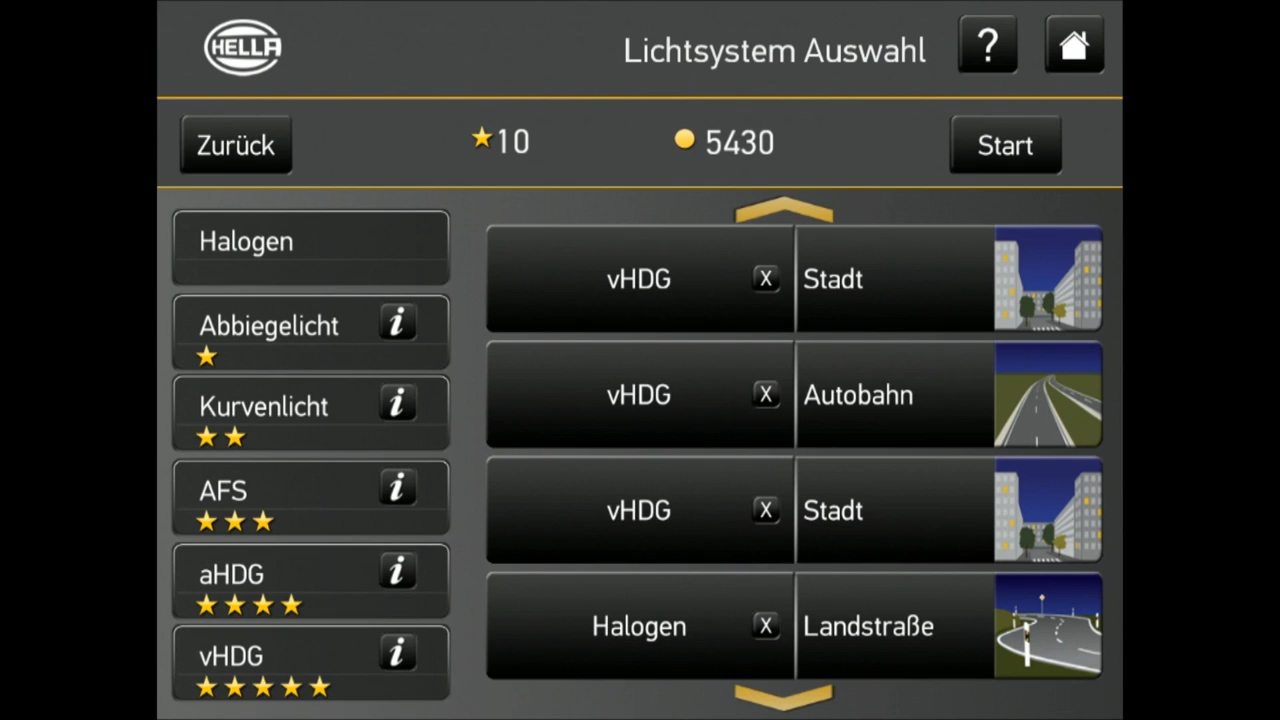 HELLA
Lichtsystem Auswahl
?
Zurück
10
5430
Start
Halogen
Abbiegelicht
i
Kurvenlicht
i
AFS
i
aHDG
i
vHDG
i
vHDG
X
Stadt
vHDG
X
Autobahn
vHDG
X
Stadt
Halogen
X
Landstraße